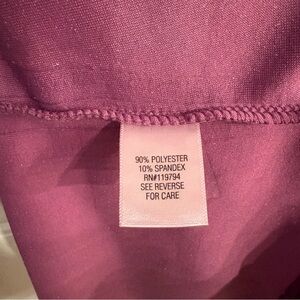 90% POLYESTER
10% SPANDEX
RN#119794
SEE REVERSE
FOR CARE